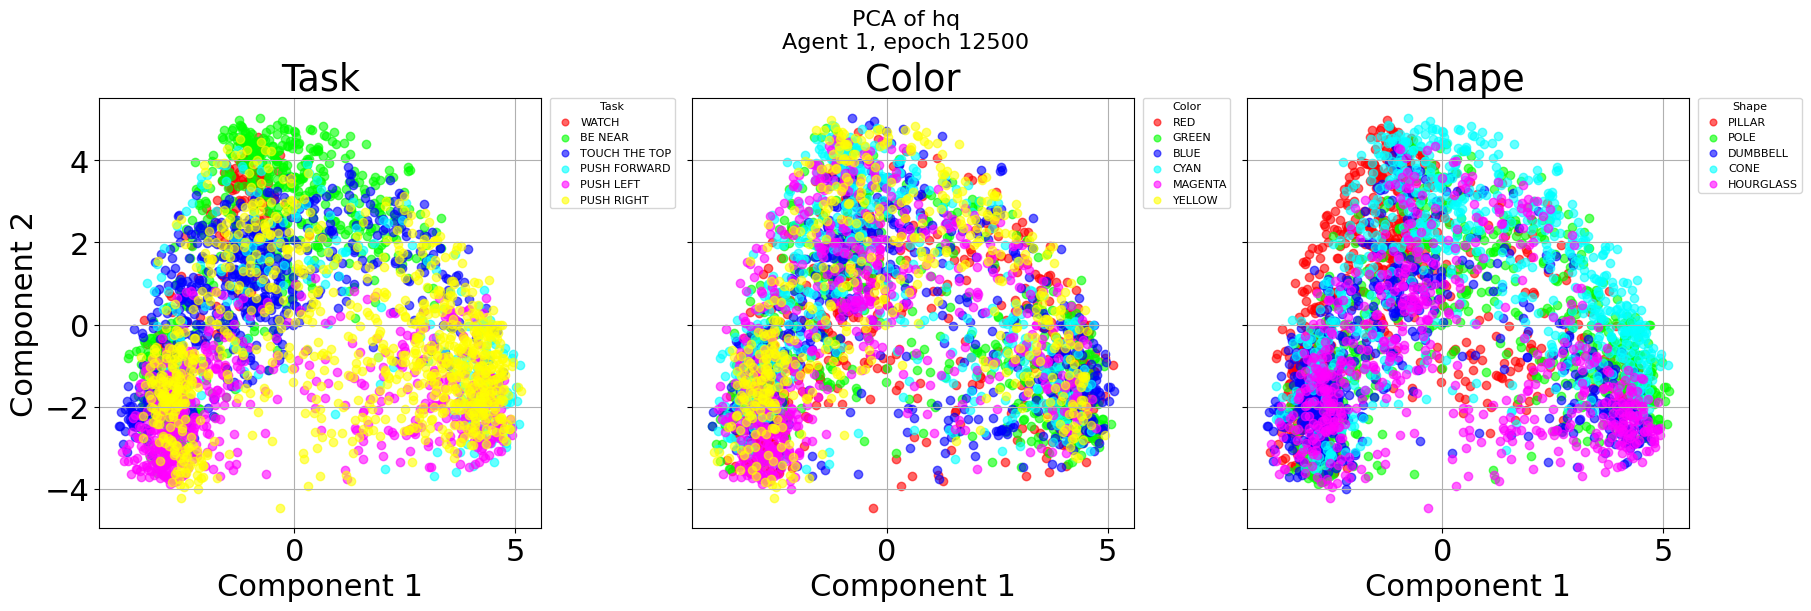 PCA of hq
Agent 1, epoch 12500
Task
Color
Shape
Task
WATCH
BE NEAR
TOUCH THE TOP
PUSH FORWARD
PUSH LEFT
PUSH RIGHT
Color
RED
GREEN
BLUE
CYAN
MAGENTA
YELLOW
Shape
PILLAR
POLE
DUMBBELL
CONE
HOURGLASS
Component 2
4
2
0
−2
−4
0 5
0 5
0 5
Component 1
Component 1
Component 1